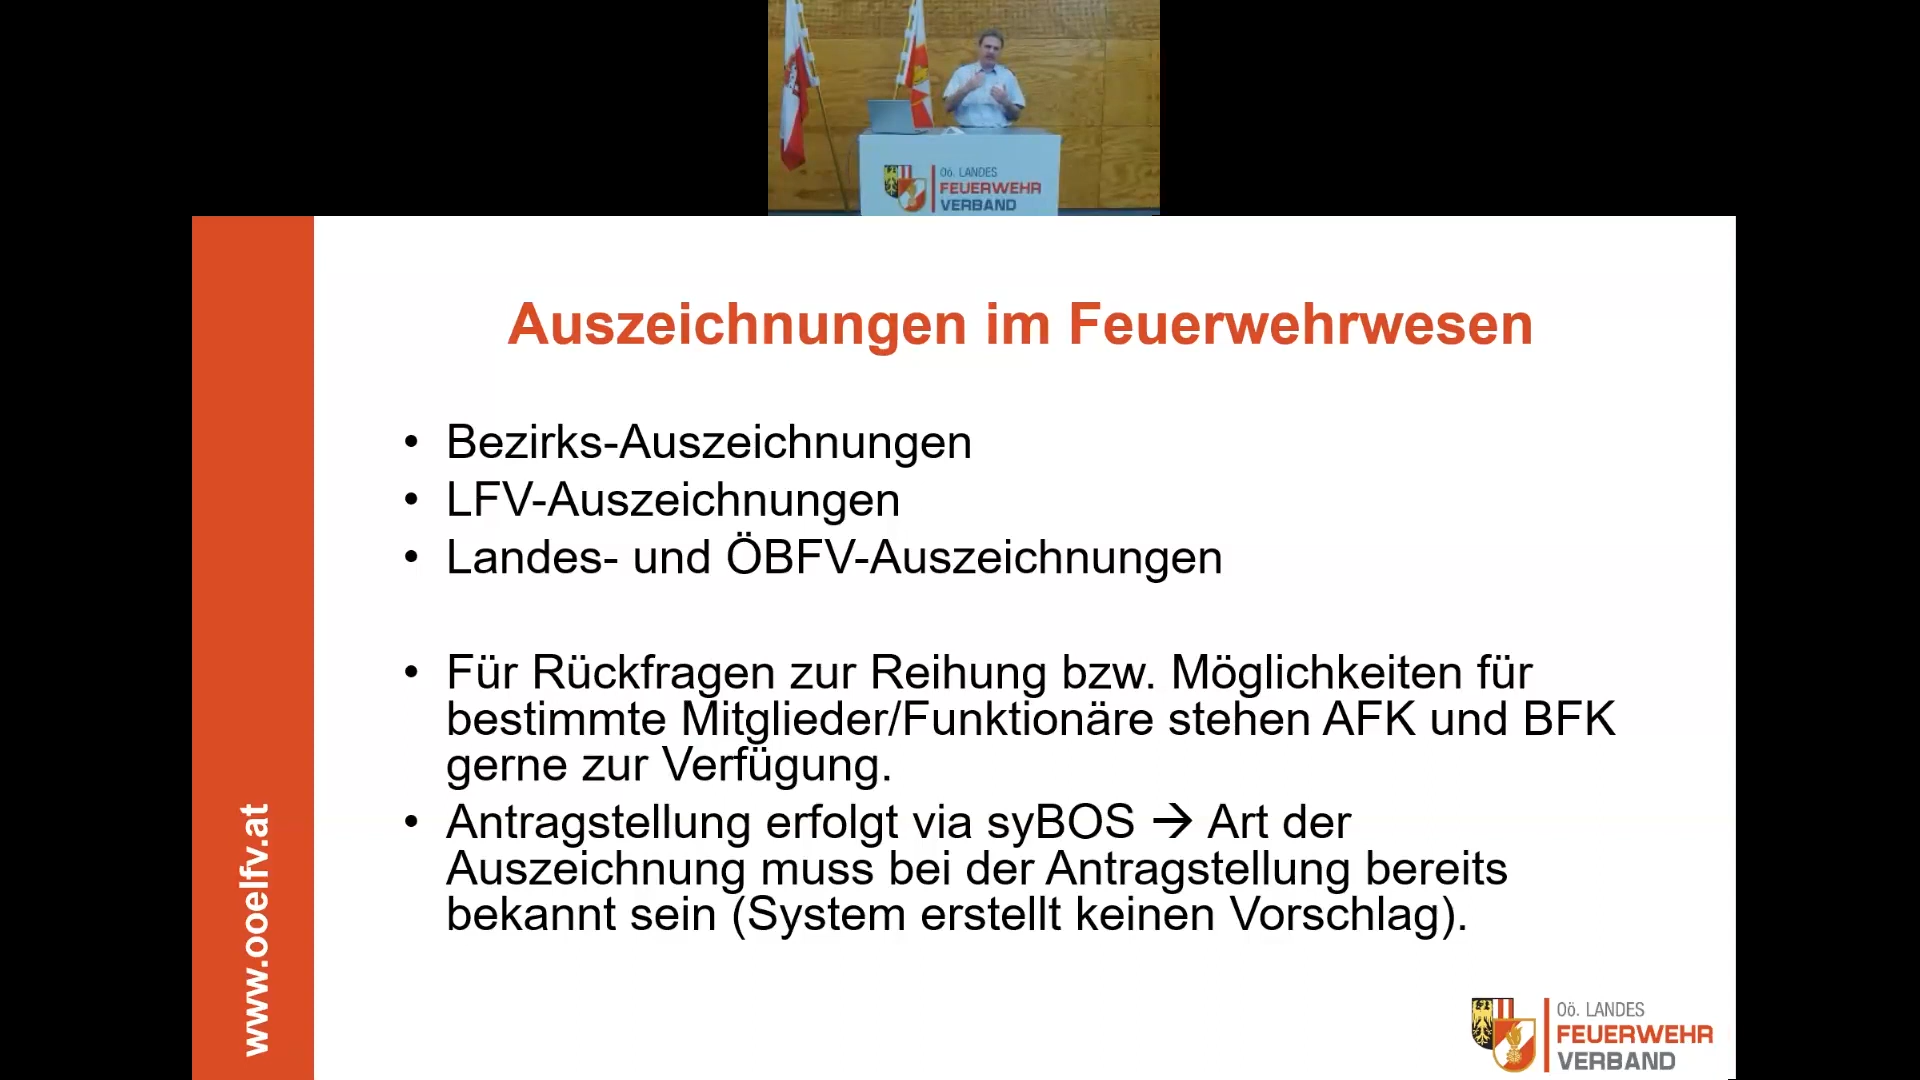 OÖ. LANDES
FEUERWEHR
VERBAND
Auszeichnungen im Feuerwehrwesen
• Bezirks-Auszeichnungen
• LFV-Auszeichnungen
• Landes- und ÖBFV-Auszeichnungen
• Für Rückfragen zur Reihung bzw. Möglichkeiten für
bestimmte Mitglieder/Funktionäre stehen AFK und BFK
gerne zur Verfügung.
• Antragstellung erfolgt via syBOS → Art der
Auszeichnung muss bei der Antragstellung bereits
bekannt sein (System erstellt keinen Vorschlag).
www.ooelfv.at
OÖ. LANDES
FEUERWEHR
VERBAND